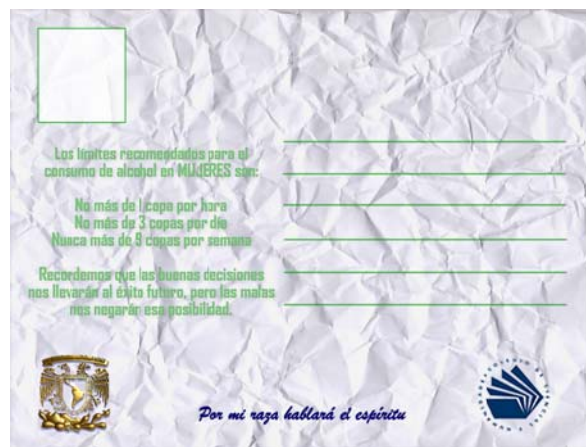 Los límites recomendados para el
consumo de alcohol en MUJERES son:
No más de 1 copa por hora
No más de 3 copas por día
Nunca más de 9 copas por semana
Recordemos que las buenas decisiones
nos llevarán al éxito futuro, pero las malas
nos negarán esa posibilidad.
Por mi raza hablará el espíritu